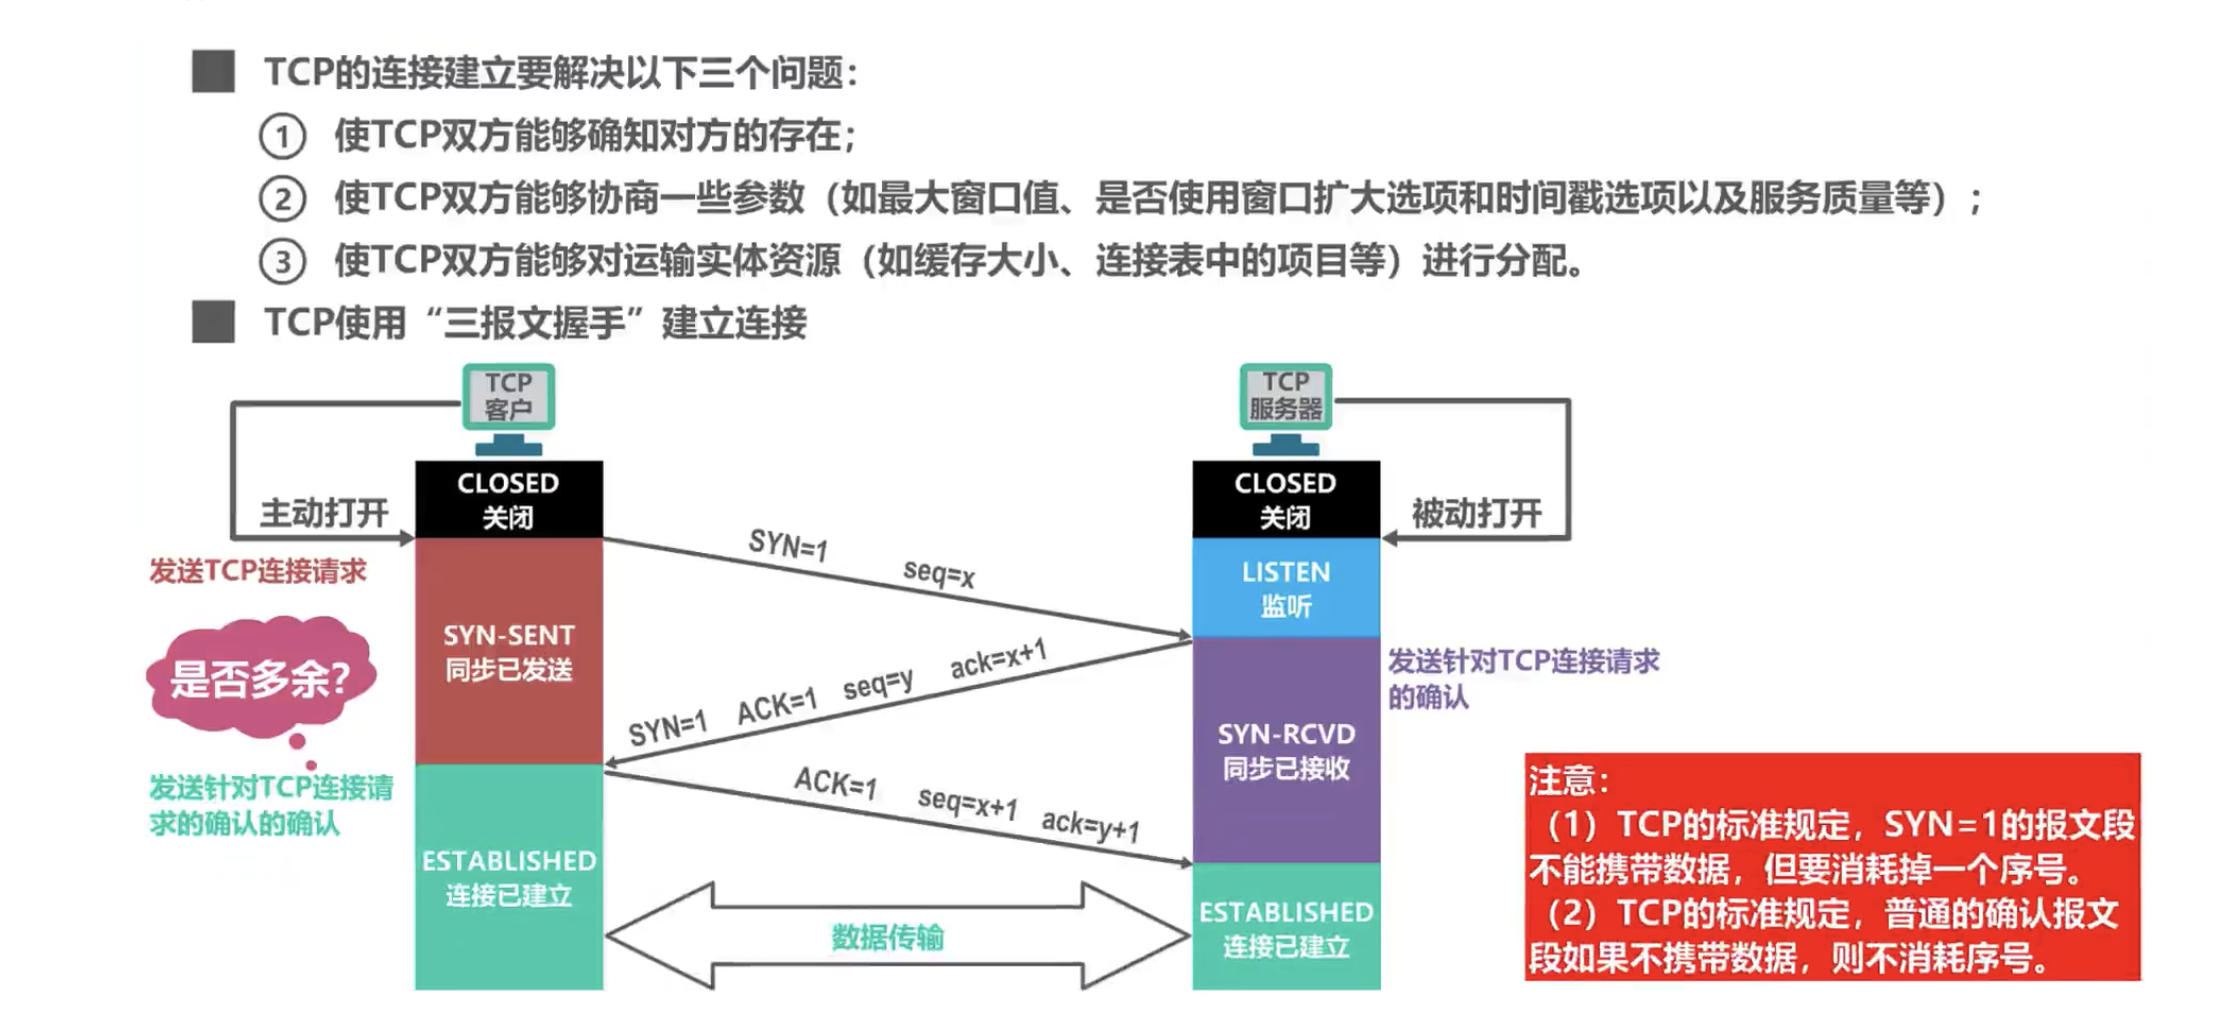 TCP的连接建立要解决以下三个问题：
① 使TCP双方能够确知对方的存在；
② 使TCP双方能够协商一些参数（如最大窗口值、是否使用窗口扩大选项和时间戳选项以及服务质量等）；
③ 使TCP双方能够对运输实体资源（如缓存大小、连接表中的项目等）进行分配。
TCP使用“三报文握手”建立连接
TCP
客户
TCP
服务器
CLOSED
关闭
CLOSED
关闭
主动打开
被动打开
发送TCP连接请求
SYN=1 seq=x
LISTEN
监听
SYN-SENT
同步已发送
是否多余？
SYN=1 ACK=1 seq=y ack=x+1
发送针对TCP连接请求
的确认
SYN-RCVD
同步已接收
发送针对TCP连接请
求的确认的确认
ACK=1 seq=x+1 ack=y+1
ESTABLISHED
连接已建立
数据传输
ESTABLISHED
连接已建立
注意：
（1）TCP的标准规定，SYN=1的报文段
不能携带数据，但要消耗掉一个序号。
（2）TCP的标准规定，普通的确认报文
段如果不携带数据，则不消耗序号。